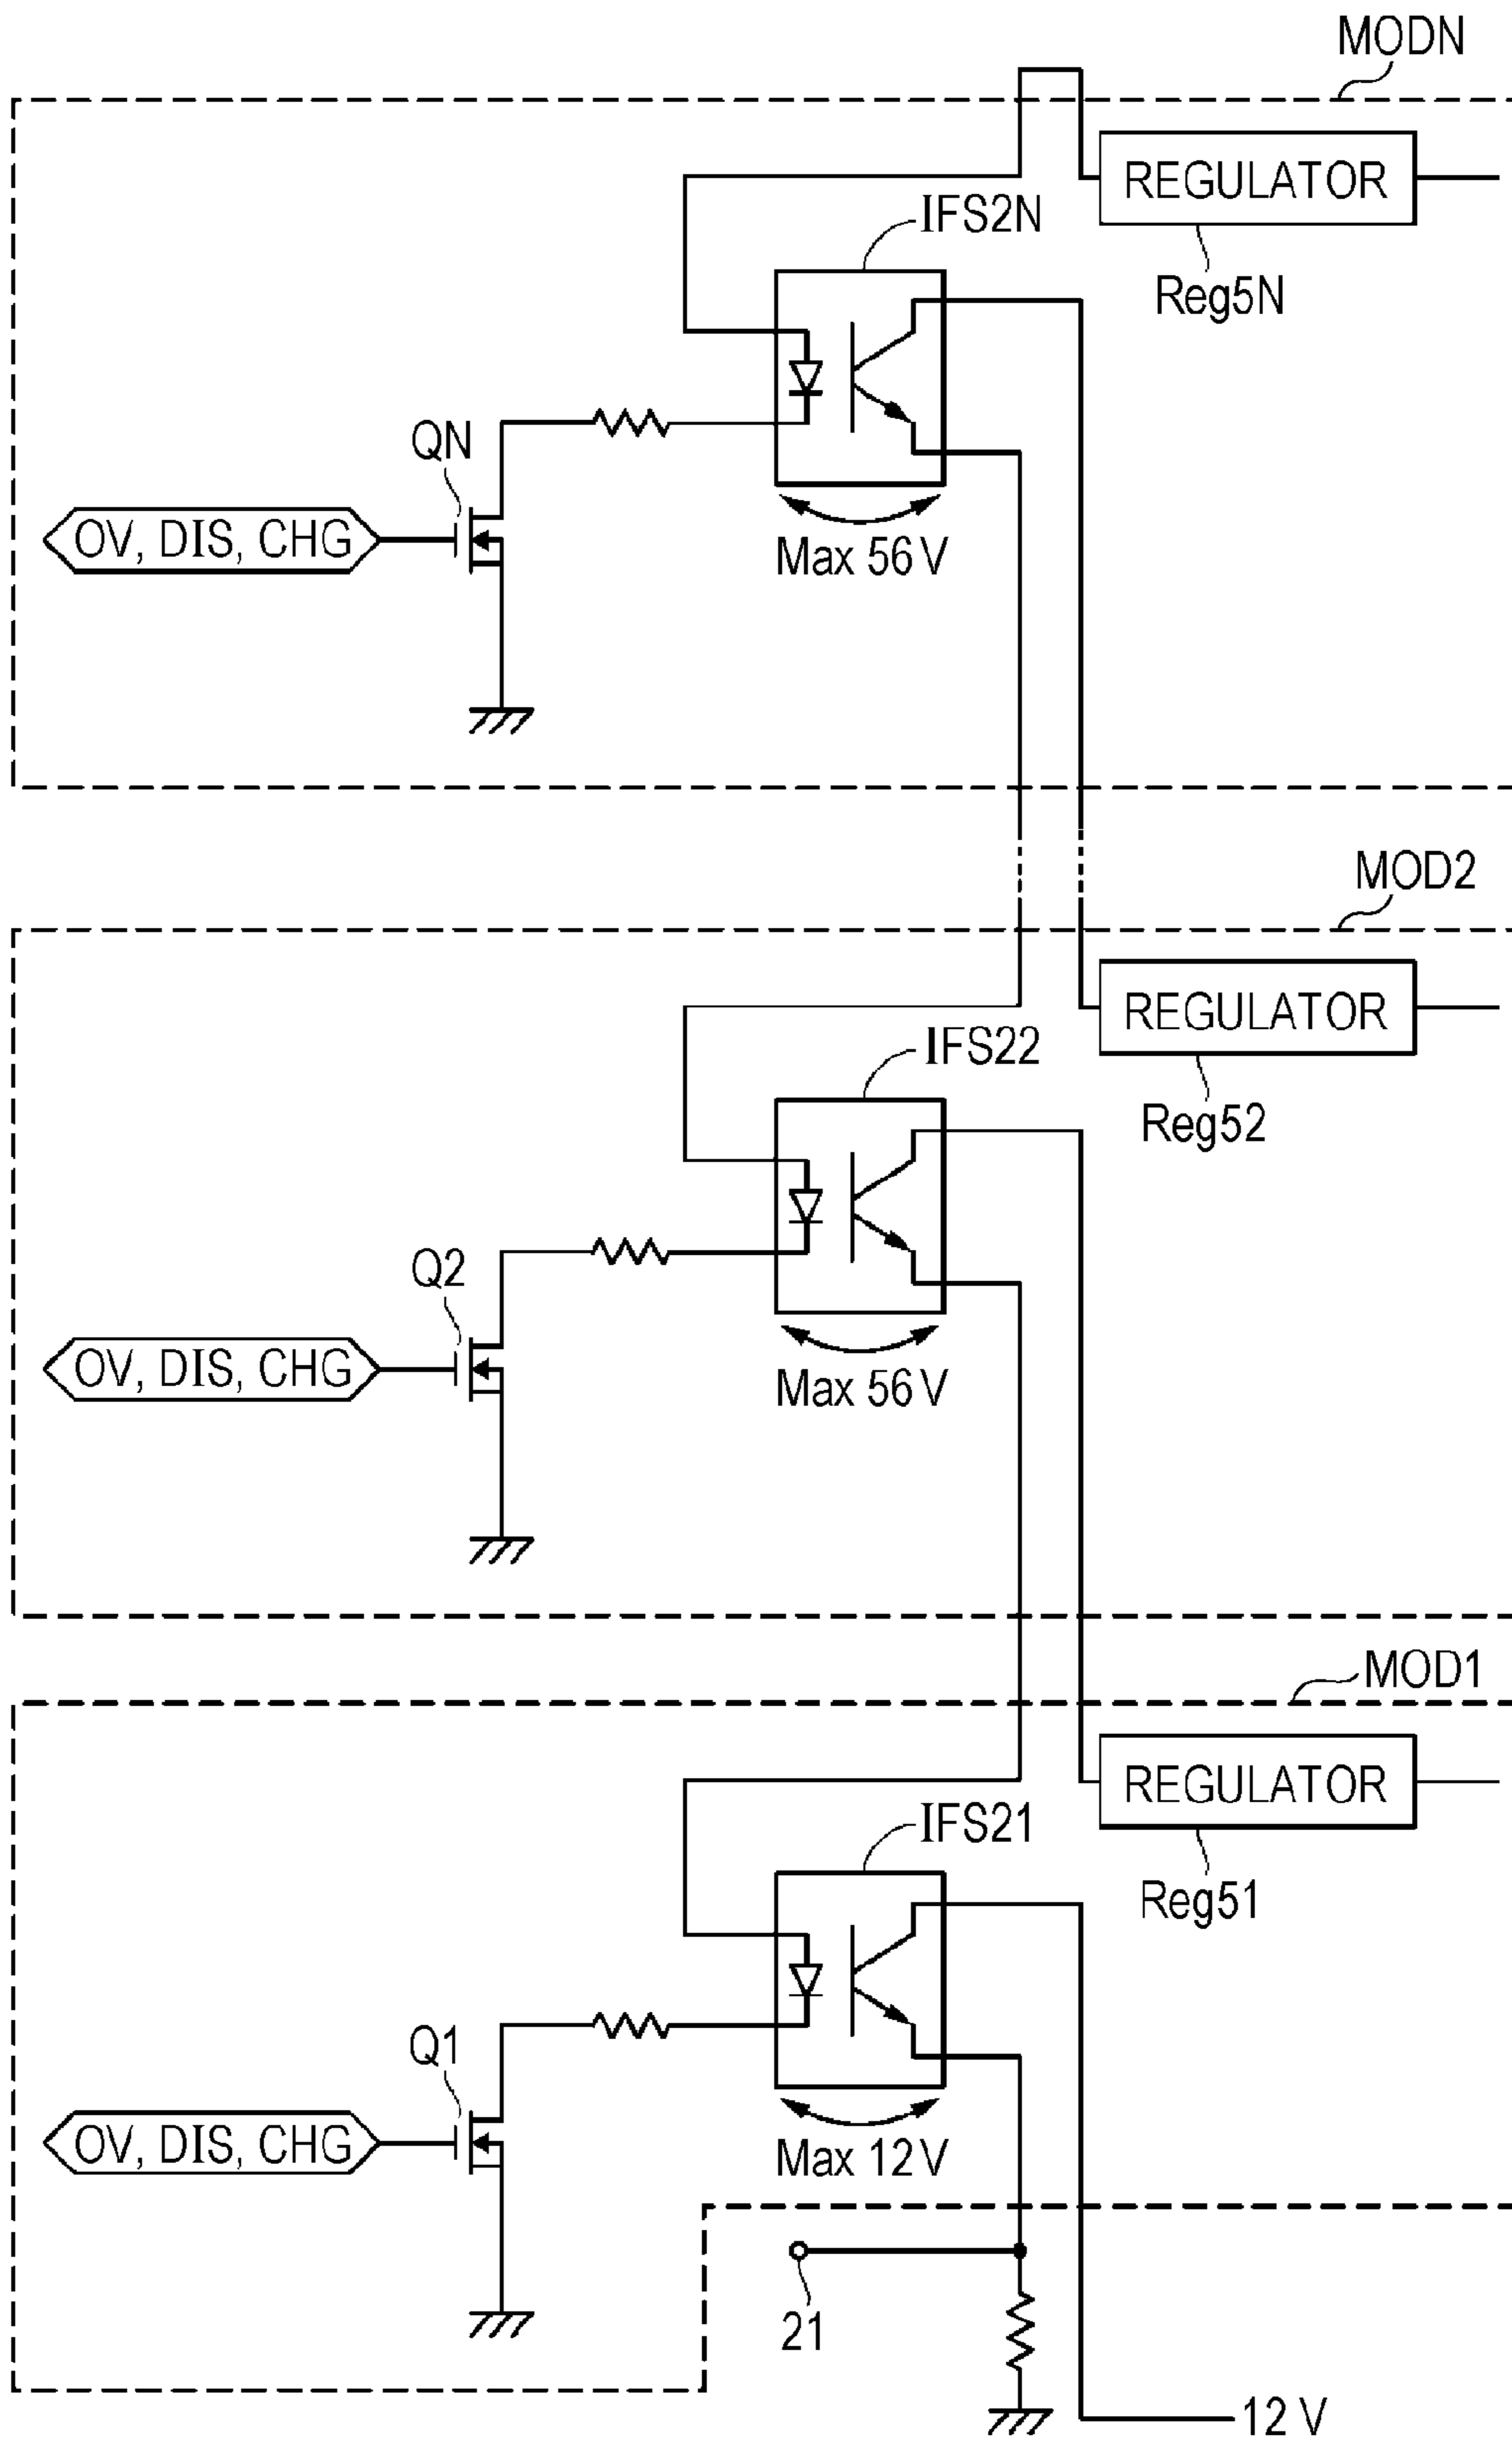 MODN
REGULATOR
IFS2N
Reg5N
QN
OV, DIS, CHG
Max 56 V
MOD2
REGULATOR
IFS22
Reg52
Q2
OV, DIS, CHG
Max 56 V
MOD1
REGULATOR
IFS21
Reg51
Q1
OV, DIS, CHG
Max 12 V
21
12 V